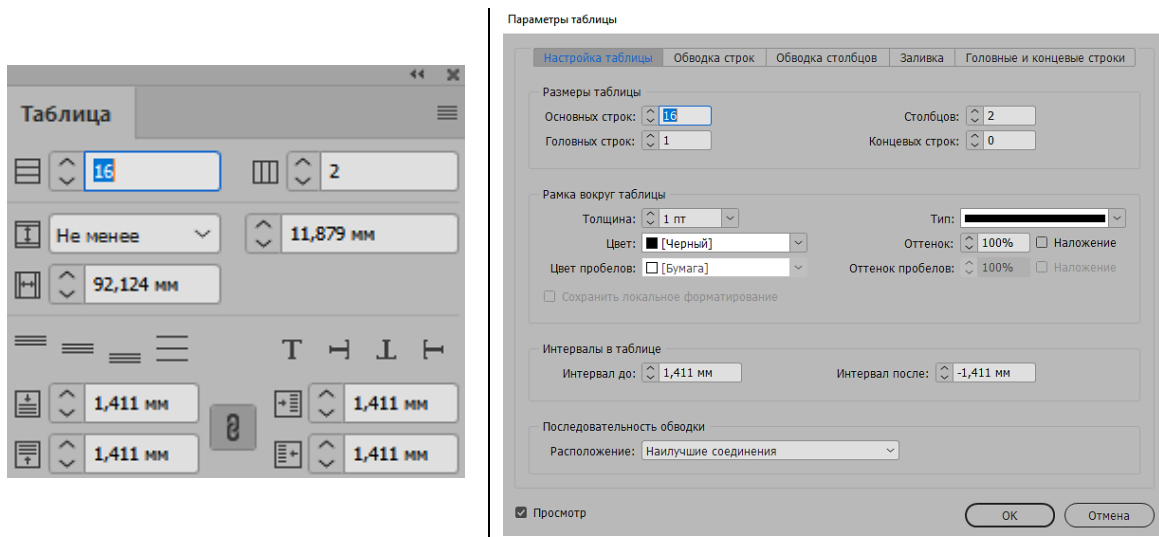 Таблица
16 2
Не менее 11,879 мм
92,124 мм
T T T T
1,411 мм 1,411 мм
1,411 мм 1,411 мм
Параметры таблицы
Настройка таблицы Обводка строк Обводка столбцов Заливка Головные и концевые строки
Размеры таблицы
Основных строк: 16 Столбцов: 2
Головных строк: 1 Концевых строк: 0
Рамка вокруг таблицы
Толщина: 1 пт Тип:
Цвет: [Черный] Оттенок: 100% Наложение
Цвет пробелов: [Бумага] Оттенок пробелов: 100% Наложение
Сохранить локальное форматирование
Интервалы в таблице
Интервал до: 1,411 мм Интервал после: -1,411 мм
Последовательность обводки
Расположение: Наилучшие соединения
Просмотр OK Отмена